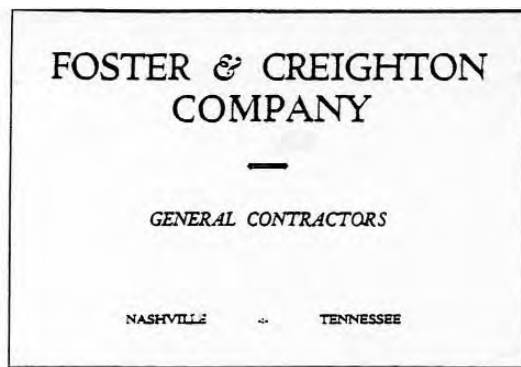 FOSTER & CREIGHTON
COMPANY
GENERAL CONTRACTORS
NASHVILLE - TENNESSEE